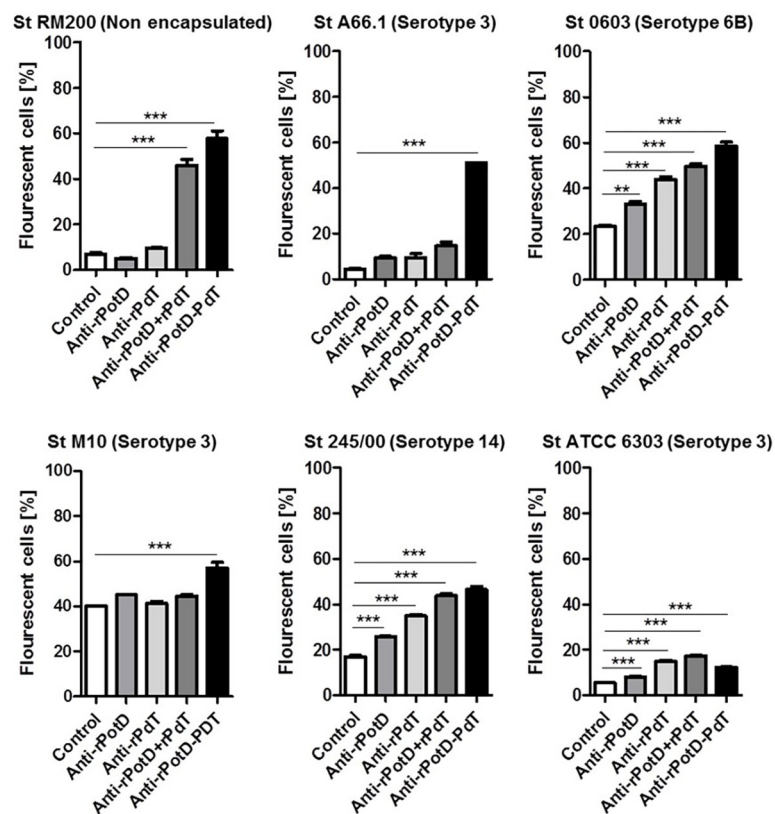 St RM200 (Non encapsulated)
Flourescent cells [%]
100
80
60
40
20
0
***
***
Control
Anti-rPotD
Anti-rPdT
Anti-rPotD+rPdT
Anti-rPotD-PdT
St A66.1 (Serotype 3)
Flourescent cells [%]
100
80
60
40
20
0
***
Control
Anti-rPotD
Anti-rPdT
Anti-rPotD+rPdT
Anti-rPotD-PdT
St 0603 (Serotype 6B)
Flourescent cells [%]
100
80
60
40
20
0
***
***
***
**
Control
Anti-rPotD
Anti-rPdT
Anti-rPotD+rPdT
Anti-rPotD-PdT
St M10 (Serotype 3)
Flourescent cells [%]
100
80
60
40
20
0
***
Control
Anti-rPotD
Anti-rPdT
Anti-rPotD+rPdT
Anti-rPotD-PDT
St 245/00 (Serotype 14)
Flourescent cells [%]
100
80
60
40
20
0
***
***
***
***
Control
Anti-rPotD
Anti-rPdT
Anti-rPotD+rPdT
Anti-rPotD-PdT
St ATCC 6303 (Serotype 3)
Flourescent cells [%]
100
80
60
40
20
0
***
***
***
***
Control
Anti-rPotD
Anti-rPdT
Anti-rPotD+rPdT
Anti-rPotD-PdT